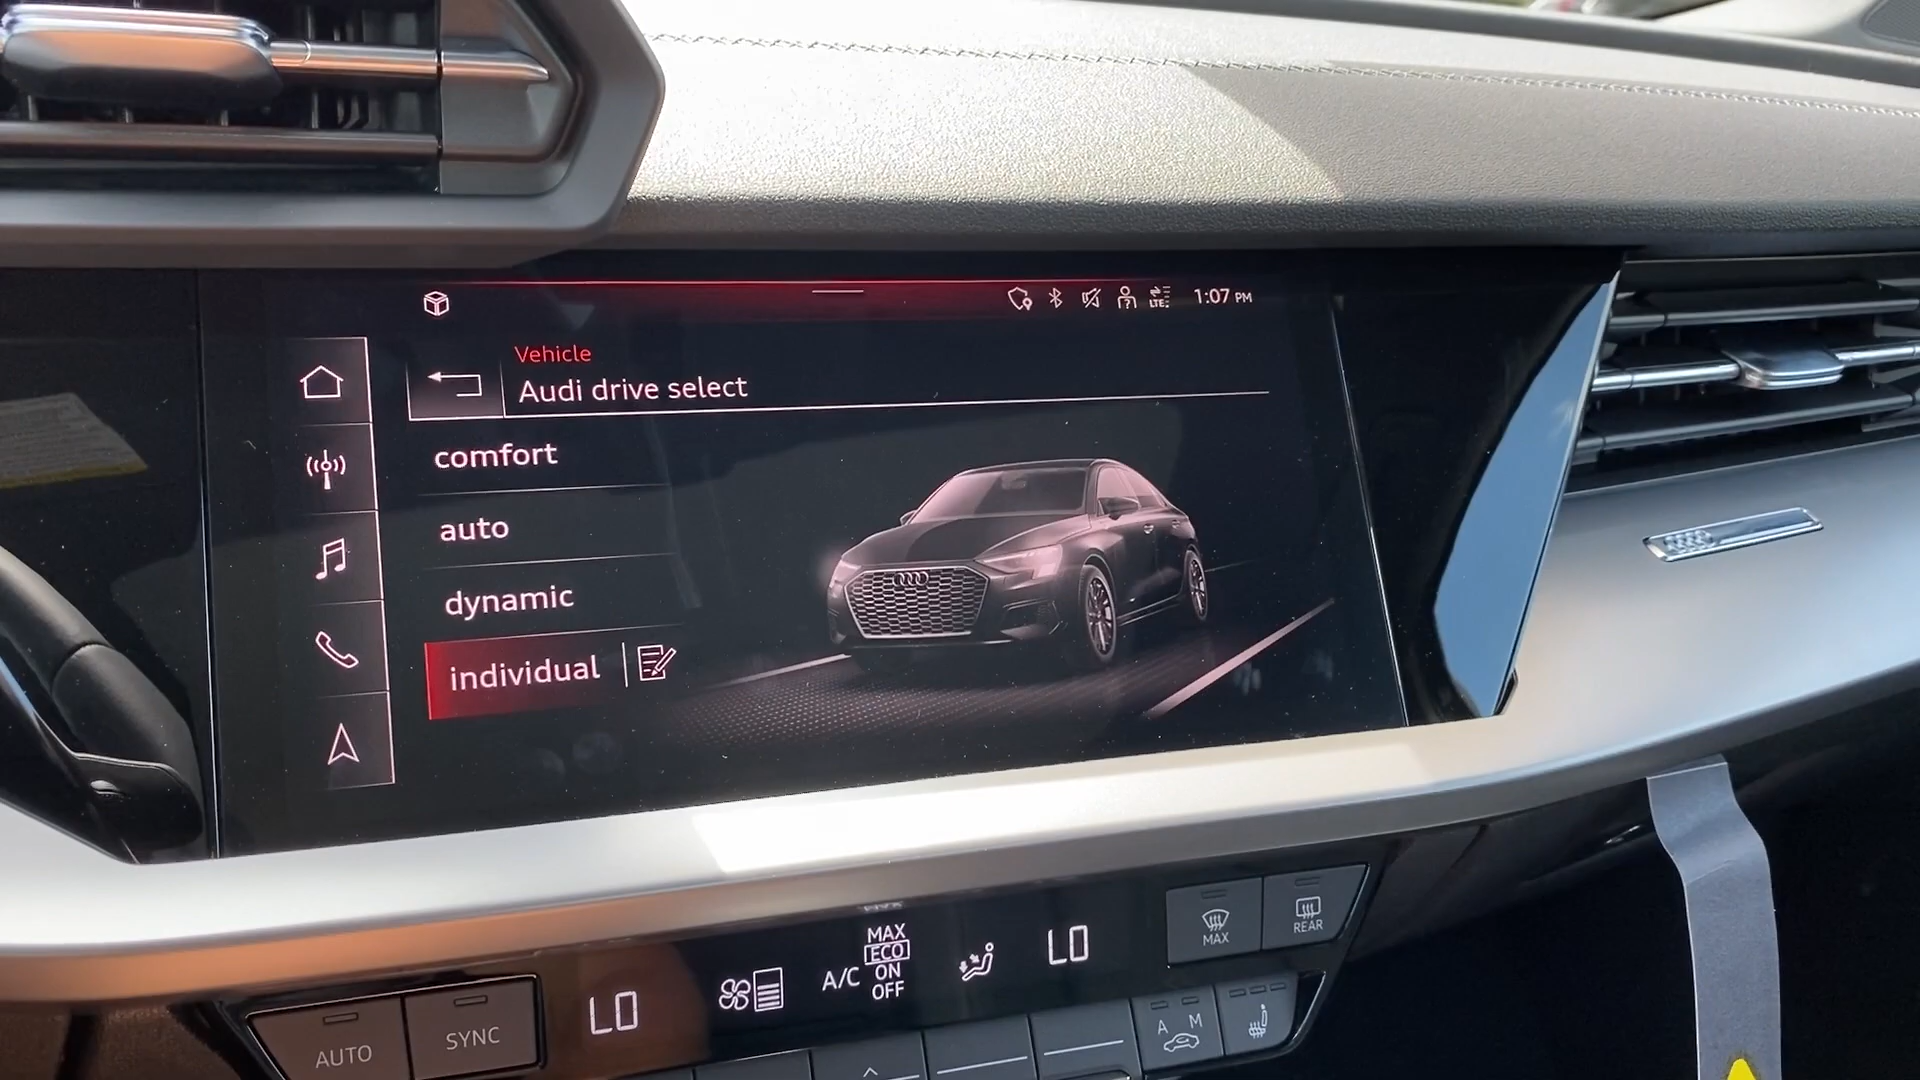 LTE
1:07 PM
Vehicle
Audi drive select
comfort
auto
dynamic
individual
MAX
REAR
LO
A/C
MAX
ECO
ON
OFF
LO
AUTO
SYNC
A M